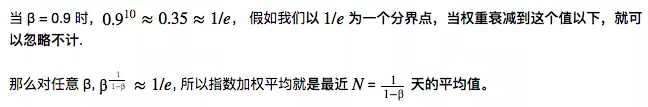 当 β = 0.9 时，0.9^10 ≈ 0.35 ≈ 1/e， 假如我们以 1/e 为一个分界点，当权重衰减到这个值以下，就可
以忽略不计.
那么对任意 β, β^(1/(1−β)) ≈ 1/e, 所以指数加权平均就是最近 N = 1/(1−β) 天的平均值。